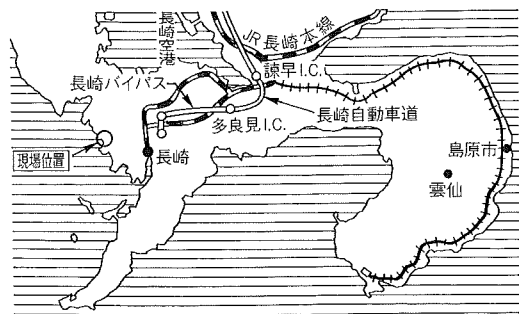 長崎空港
JR長崎本線
諫早I.C.
長崎バイパス
長崎自動車道
多良見I.C.
現場位置
長崎
島原市
雲仙